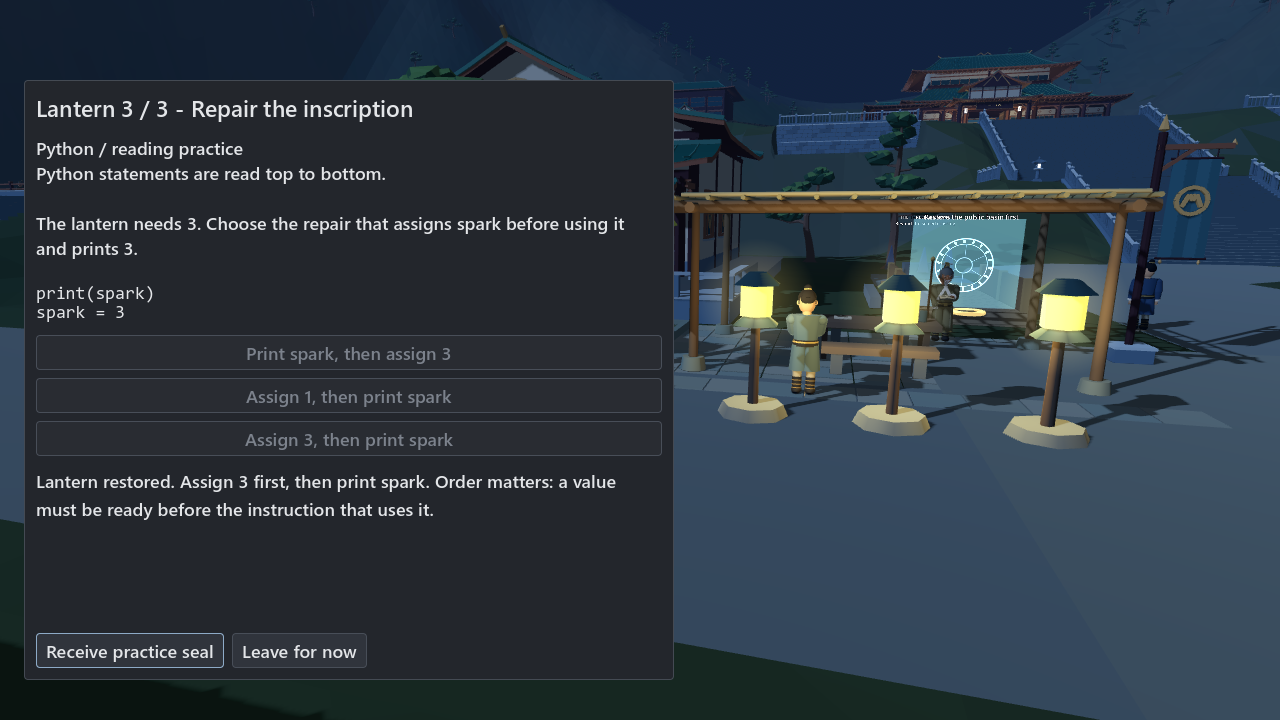 Lantern 3 / 3 - Repair the inscription
Python / reading practice
Python statements are read top to bottom.
The lantern needs 3. Choose the repair that assigns spark before using it
and prints 3.
print(spark)
spark = 3
Print spark, then assign 3
Assign 1, then print spark
Assign 3, then print spark
Lantern restored. Assign 3 first, then print spark. Order matters: a value
must be ready before the instruction that uses it.
Receive practice seal
Leave for now
the public basin first